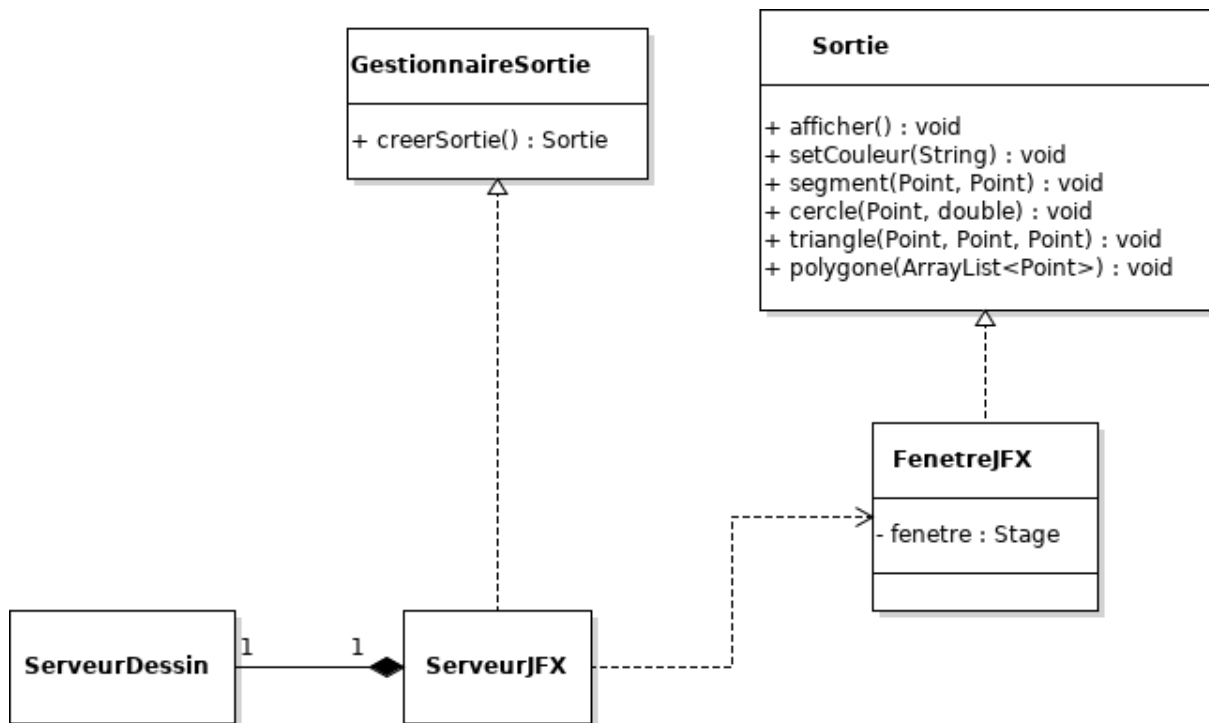 GestionnaireSortie
+ creerSortie() : Sortie
Sortie
+ afficher() : void
+ setCouleur(String) : void
+ segment(Point, Point) : void
+ cercle(Point, double) : void
+ triangle(Point, Point, Point) : void
+ polygone(ArrayList<Point>) : void
FenetreJFX
- fenetre : Stage
ServeurDessin
1
1
ServeurJFX